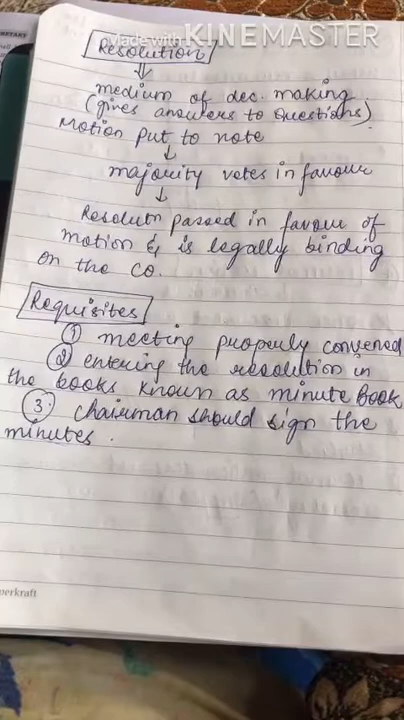 Made with KINEMASTER
Resolution
↓
medium of dec. making
(gives answers to questions)
Motion put to note
↓
majority votes in favour
↓
Resolutn passed in favour of
motion & is legally binding
on the co.
Requisites
① meeting properly convened
② entering the resolution in
the books known as minute book
③ chairman should sign the
minutes.
perkraft